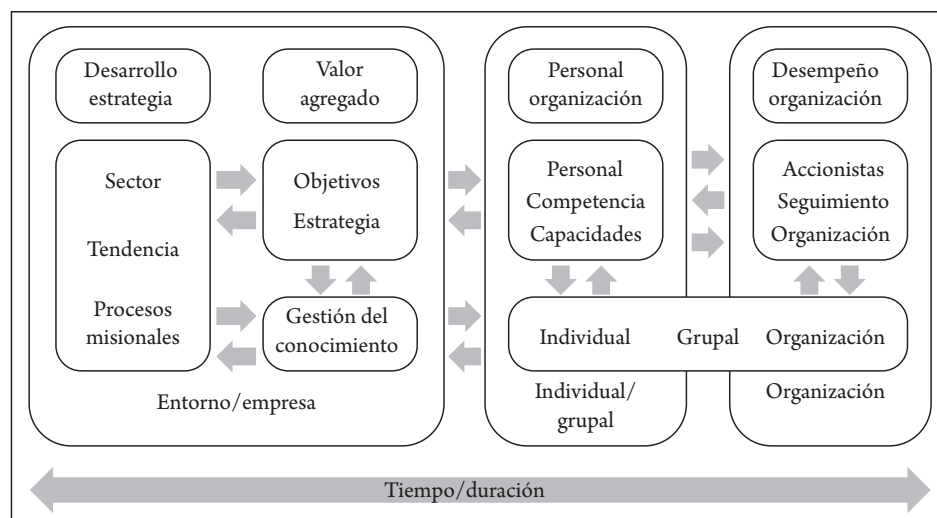 Desarrollo
estrategia
Valor
agregado
Personal
organización
Desempeño
organización
Sector
Tendencia
Procesos
misionales
Objetivos
Estrategia
Gestión del
conocimiento
Entorno/empresa
Personal
Competencia
Capacidades
Accionistas
Seguimiento
Organización
Individual
Grupal
Organización
Individual/
grupal
Organización
Tiempo/duración